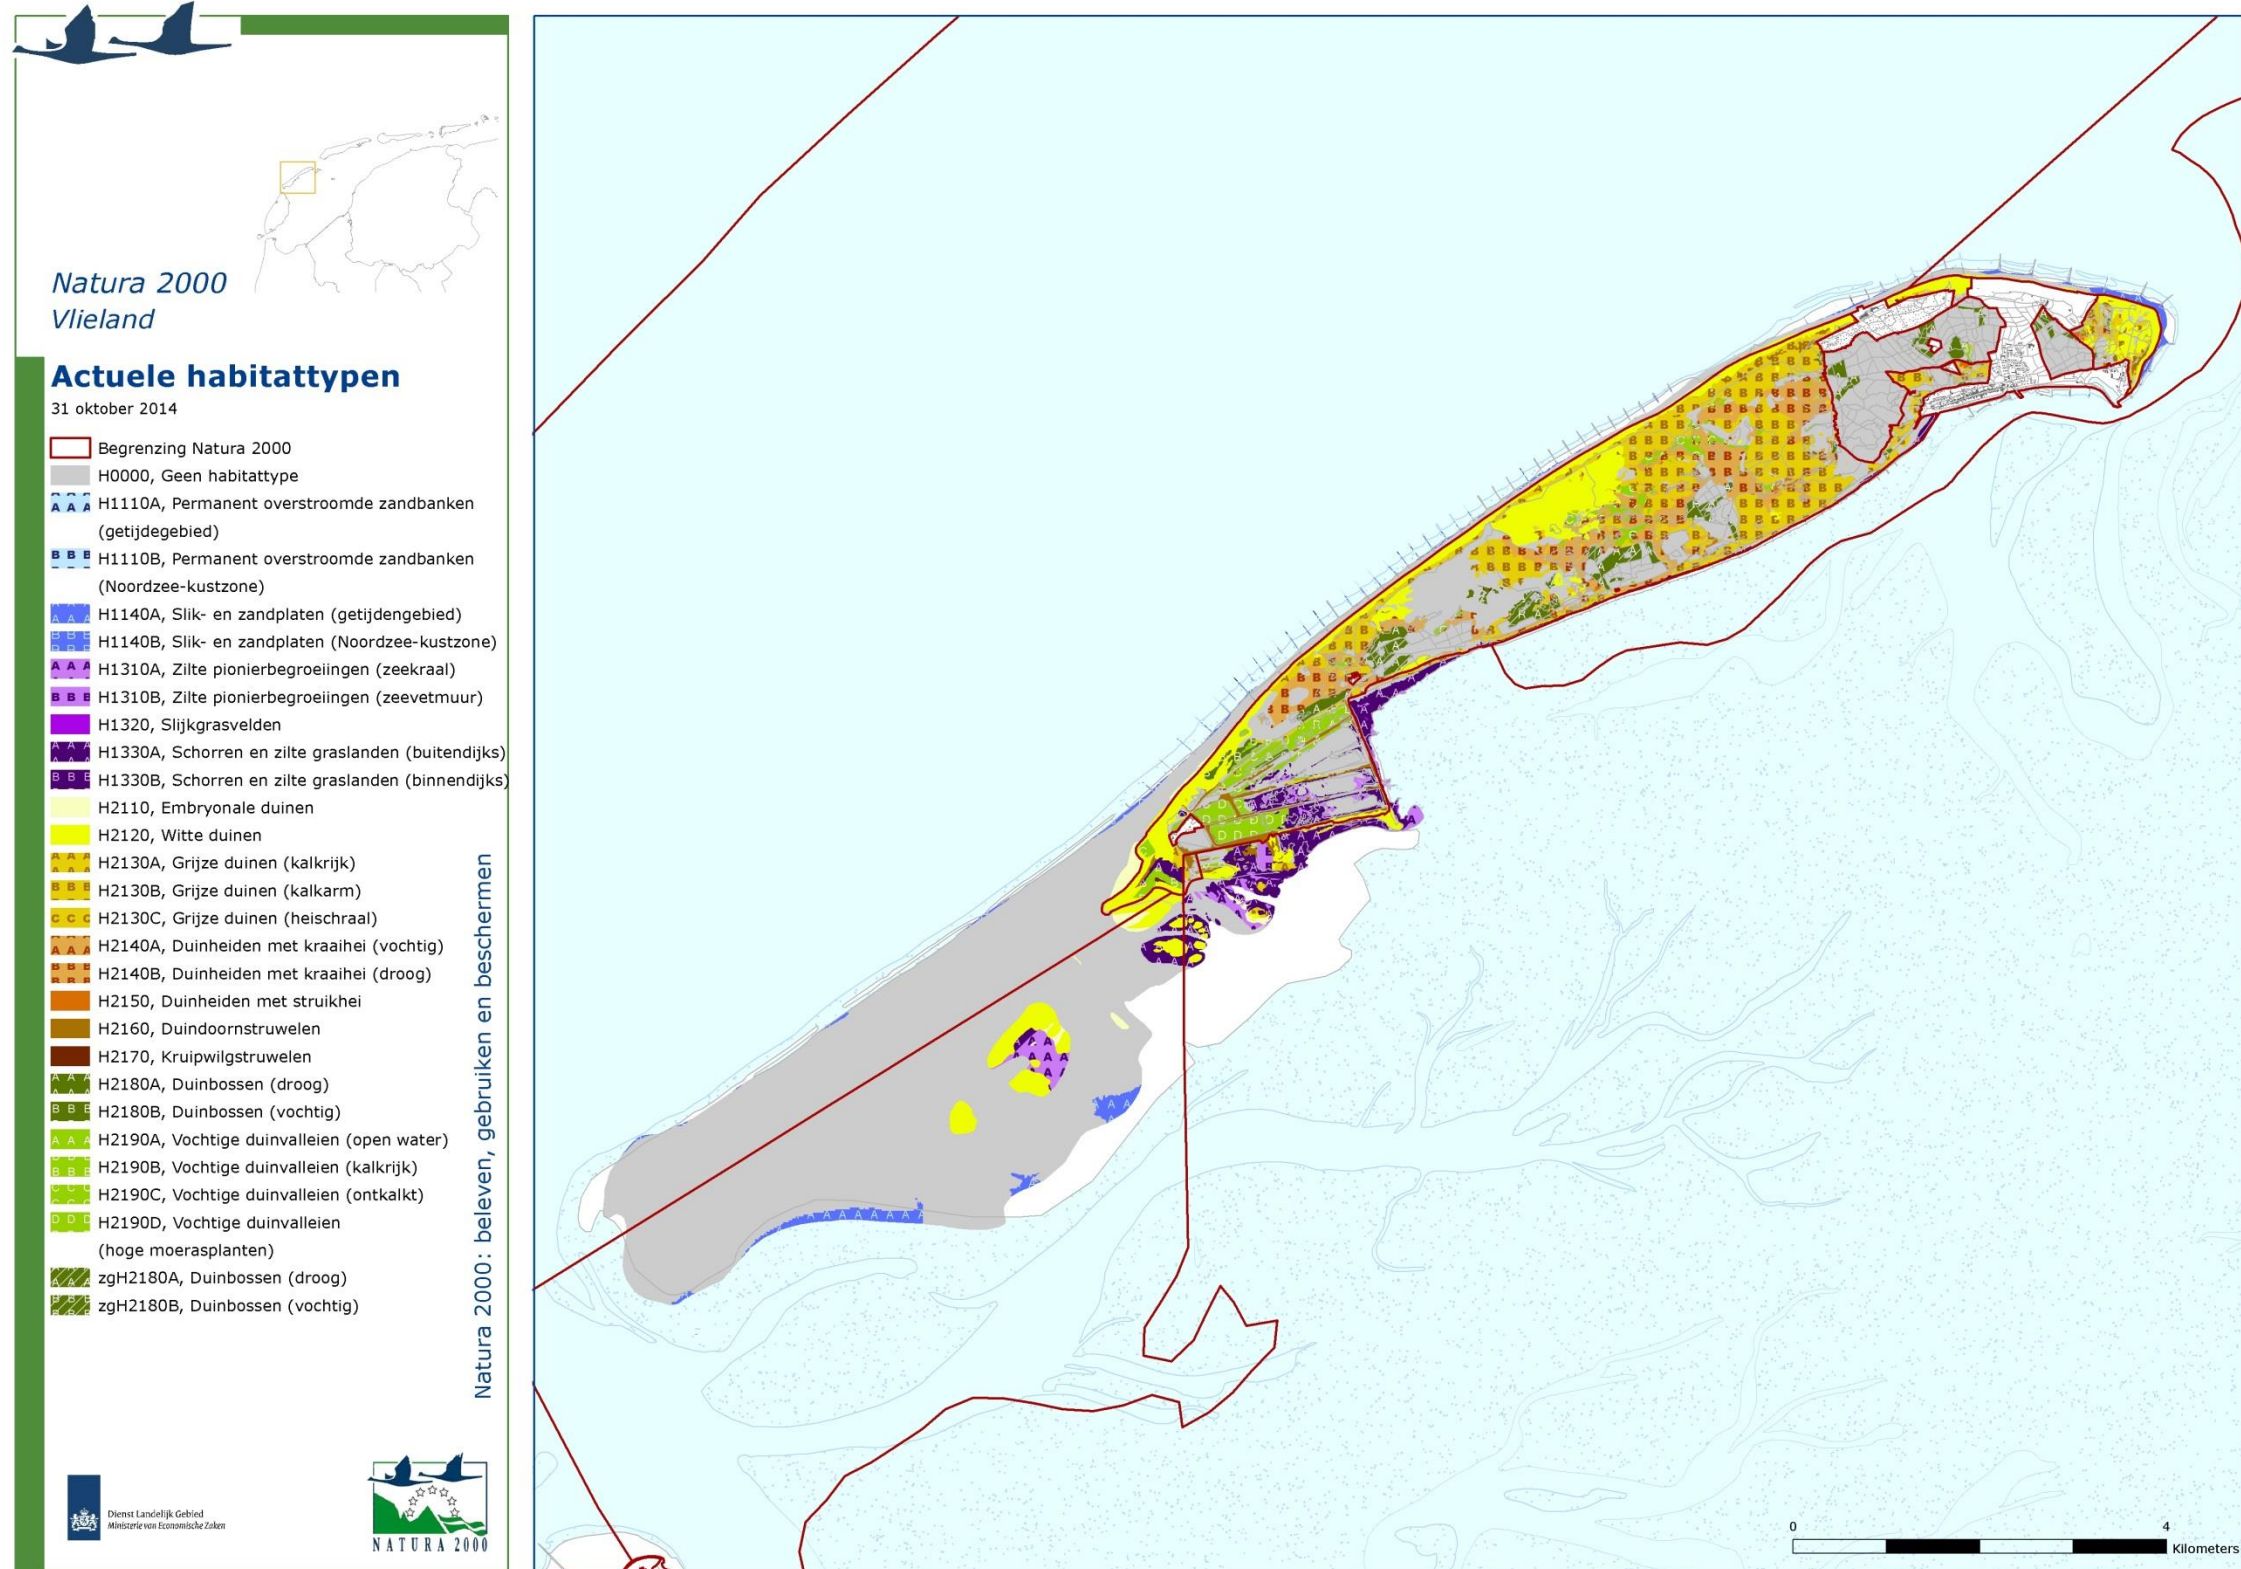 Natura 2000
Vlieland
Actuele habitattypen
31 oktober 2014
Begrenzing Natura 2000
H0000, Geen habitattype
A A A H1110A, Permanent overstroomde zandbanken
(getijdegebied)
B B B H1110B, Permanent overstroomde zandbanken
(Noordzee-kustzone)
A A A H1140A, Slik- en zandplaten (getijdengebied)
B B B H1140B, Slik- en zandplaten (Noordzee-kustzone)
A A A H1310A, Zilte pionierbegroeiingen (zeekraal)
B B B H1310B, Zilte pionierbegroeiingen (zeevetmuur)
H1320, Slijkgrasvelden
A A A H1330A, Schorren en zilte graslanden (buitendijks)
B B B H1330B, Schorren en zilte graslanden (binnendijks)
H2110, Embryonale duinen
H2120, Witte duinen
A A A H2130A, Grijze duinen (kalkrijk)
B B B H2130B, Grijze duinen (kalkarm)
C C C H2130C, Grijze duinen (heischraal)
A A A H2140A, Duinheiden met kraaihei (vochtig)
B B B H2140B, Duinheiden met kraaihei (droog)
H2150, Duinheiden met struikhei
H2160, Duindoornstruwelen
H2170, Kruipwilgstruwelen
A A A H2180A, Duinbossen (droog)
B B B H2180B, Duinbossen (vochtig)
A A A H2190A, Vochtige duinvalleien (open water)
B B B H2190B, Vochtige duinvalleien (kalkrijk)
C C C H2190C, Vochtige duinvalleien (ontkalkt)
D D D H2190D, Vochtige duinvalleien
(hoge moerasplanten)
A A A zgH2180A, Duinbossen (droog)
B B B zgH2180B, Duinbossen (vochtig)
Natura 2000: beleven, gebruiken en beschermen
Dienst Landelijk Gebied
Ministerie van Economische Zaken
NATURA 2000
0 4
Kilometers